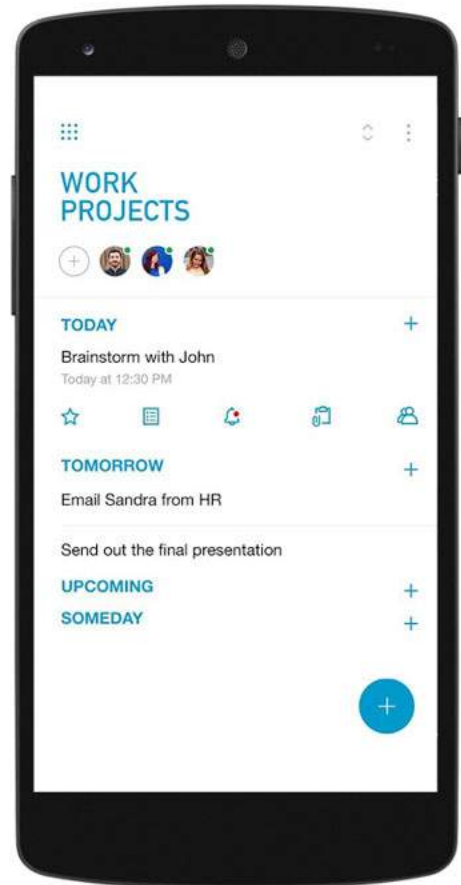 WORK
PROJECTS
TODAY
Brainstorm with John
Today at 12:30 PM
TOMORROW
Email Sandra from HR
Send out the final presentation
UPCOMING
SOMEDAY